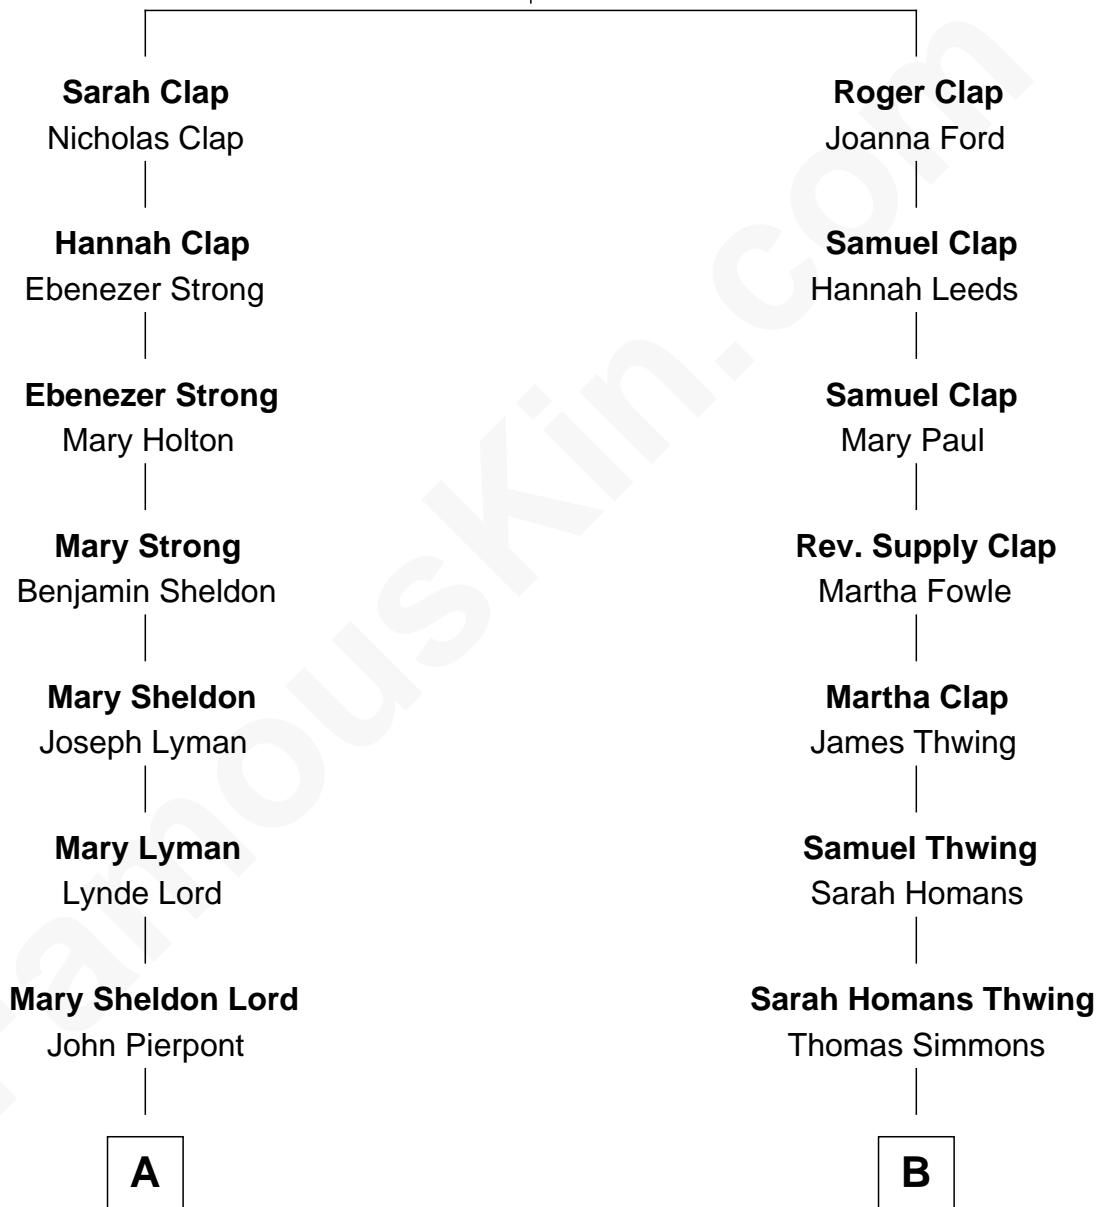 Sarah Clap
Nicholas Clap
Hannah Clap
Ebenezer Strong
Ebenezer Strong
Mary Holton
Mary Strong
Benjamin Sheldon
Mary Sheldon
Joseph Lyman
Mary Lyman
Lynde Lord
Mary Sheldon Lord
John Pierpont
A
Roger Clap
Joanna Ford
Samuel Clap
Hannah Leeds
Samuel Clap
Mary Paul
Rev. Supply Clap
Martha Fowle
Martha Clap
James Thwing
Samuel Thwing
Sarah Homans
Sarah Homans Thwing
Thomas Simmons
B
FamousKin.com